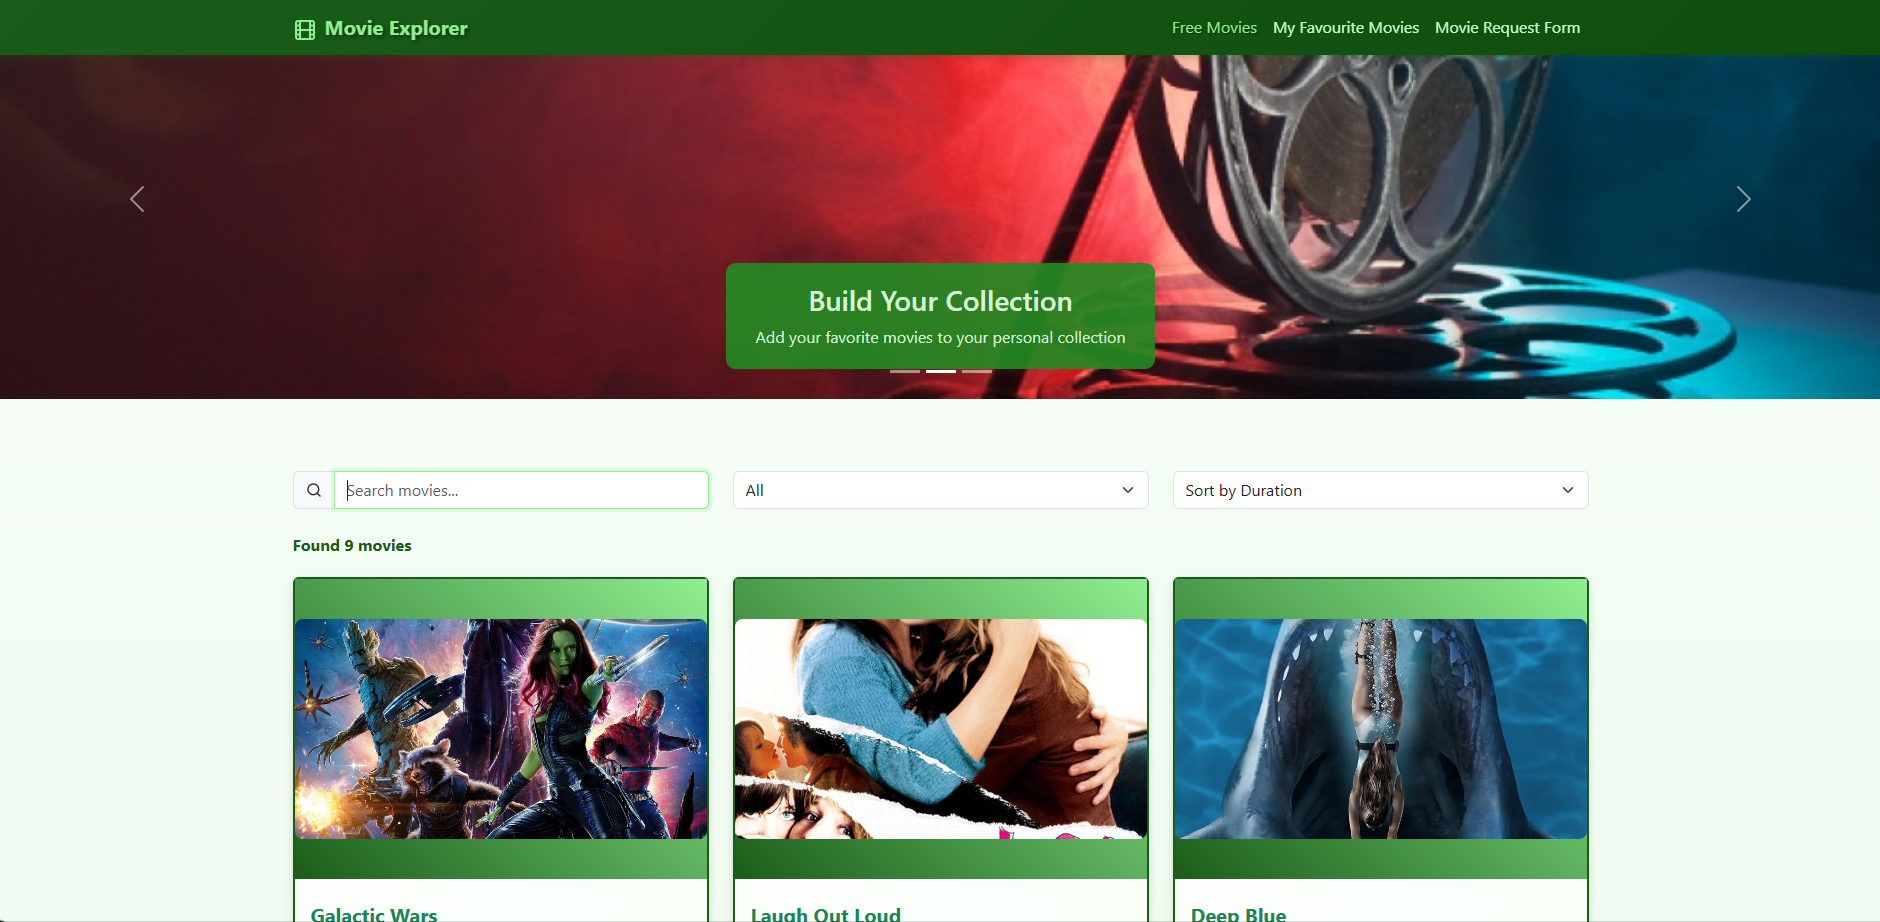 Movie Explorer
Free Movies My Favourite Movies Movie Request Form
Build Your Collection
Add your favorite movies to your personal collection
Search movies...
All
Sort by Duration
Found 9 movies
Galactic Wars
Laugh Out Loud
Deep Blue